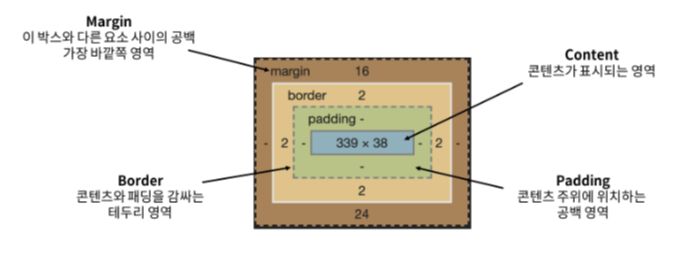 Margin
이 박스와 다른 요소 사이의 공백
가장 바깥쪽 영역
Content
콘텐츠가 표시되는 영역
margin 16
border 2
padding -
- 2 - 339 × 38 - 2 -
-
2
24
Border
콘텐츠와 패딩을 감싸는
테두리 영역
Padding
콘텐츠 주위에 위치하는
공백 영역